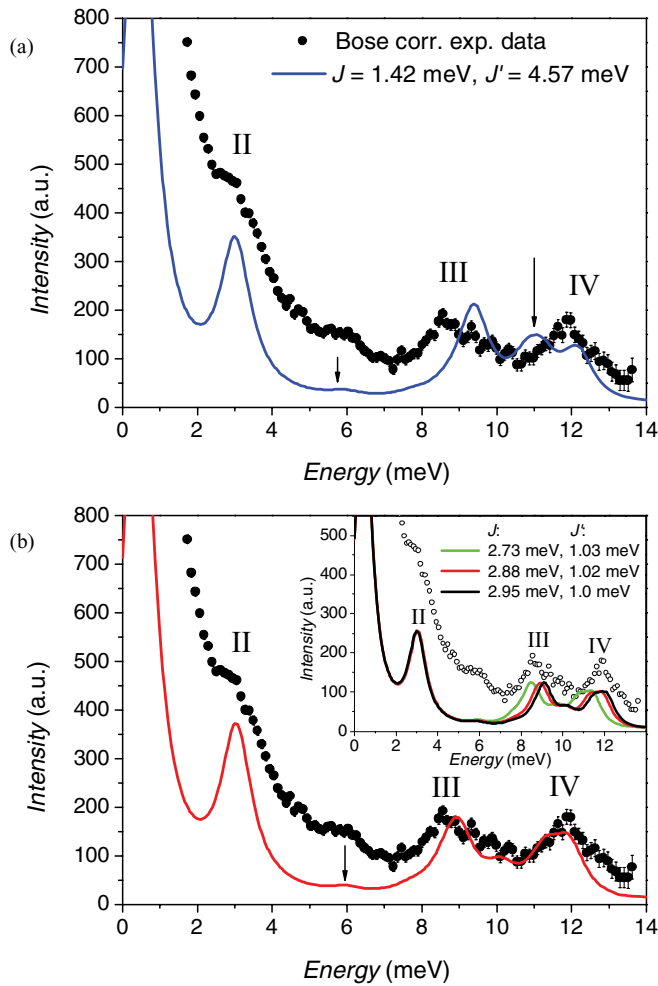 (a)
800
700
600
500
400
300
200
100
0
Intensity (a.u.)
Bose corr. exp. data
J = 1.42 meV, J' = 4.57 meV
II
III
IV
0 2 4 6 8 10 12 14
Energy (meV)
(b)
800
700
600
500
400
300
200
100
0
Intensity (a.u.)
II
III
IV
500
400
300
200
100
0
Intensity (a.u.)
J: J':
2.73 meV, 1.03 meV
2.88 meV, 1.02 meV
2.95 meV, 1.0 meV
II
III
IV
0 2 4 6 8 10 12
Energy (meV)
0 2 4 6 8 10 12 14
Energy (meV)